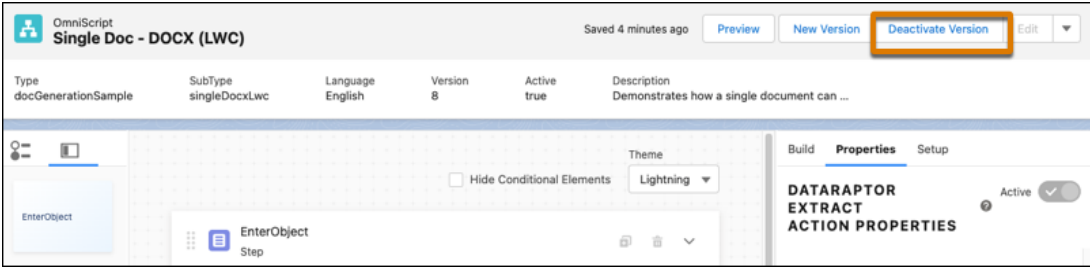 OmniScript
Single Doc - DOCX (LWC)
Saved 4 minutes ago
Preview
New Version
Deactivate Version
Edit
Type
SubType
Language
Version
Active
Description
docGenerationSample
singleDocxLwc
English
8
true
Demonstrates how a single document can ...
Theme
Hide Conditional Elements
Lightning
Build
Properties
Setup
EnterObject
EnterObject
Step
DATARAPTOR
EXTRACT
ACTION PROPERTIES
Active